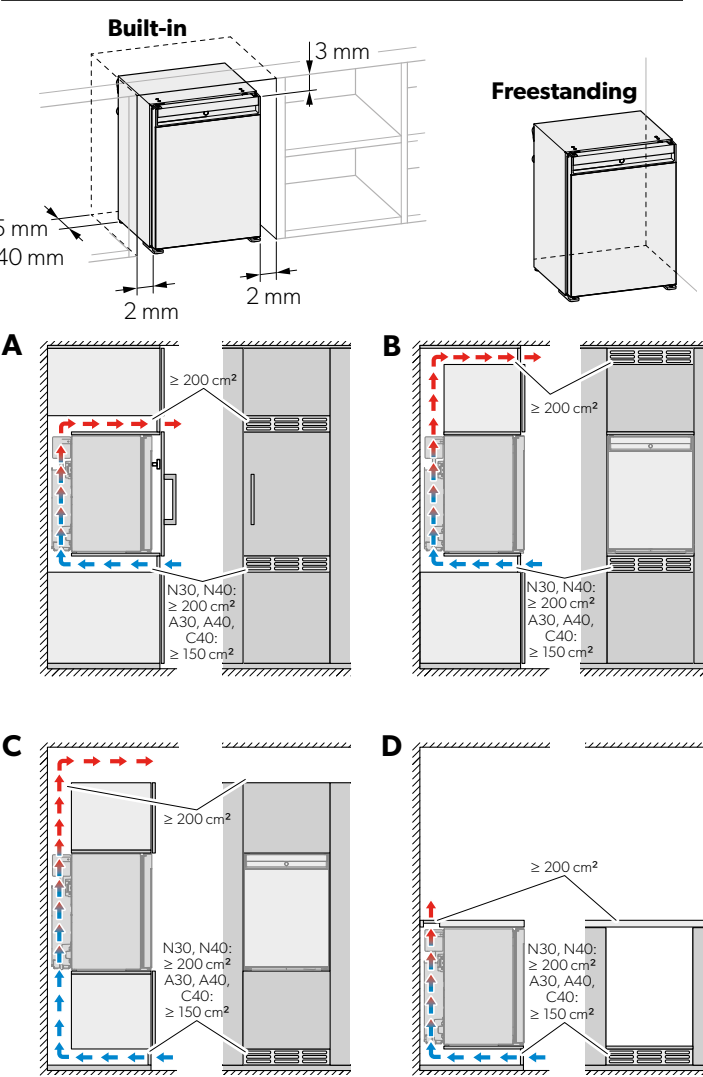 Built-in
3 mm
Freestanding
5 mm
40 mm
2 mm
2 mm
A
≥ 200 cm²
N30, N40:
≥ 200 cm²
A30, A40,
C40:
≥ 150 cm²
B
≥ 200 cm²
N30, N40:
≥ 200 cm²
A30, A40,
C40:
≥ 150 cm²
C
≥ 200 cm²
N30, N40:
≥ 200 cm²
A30, A40,
C40:
≥ 150 cm²
D
≥ 200 cm²
N30, N40:
≥ 200 cm²
A30, A40,
C40:
≥ 150 cm²